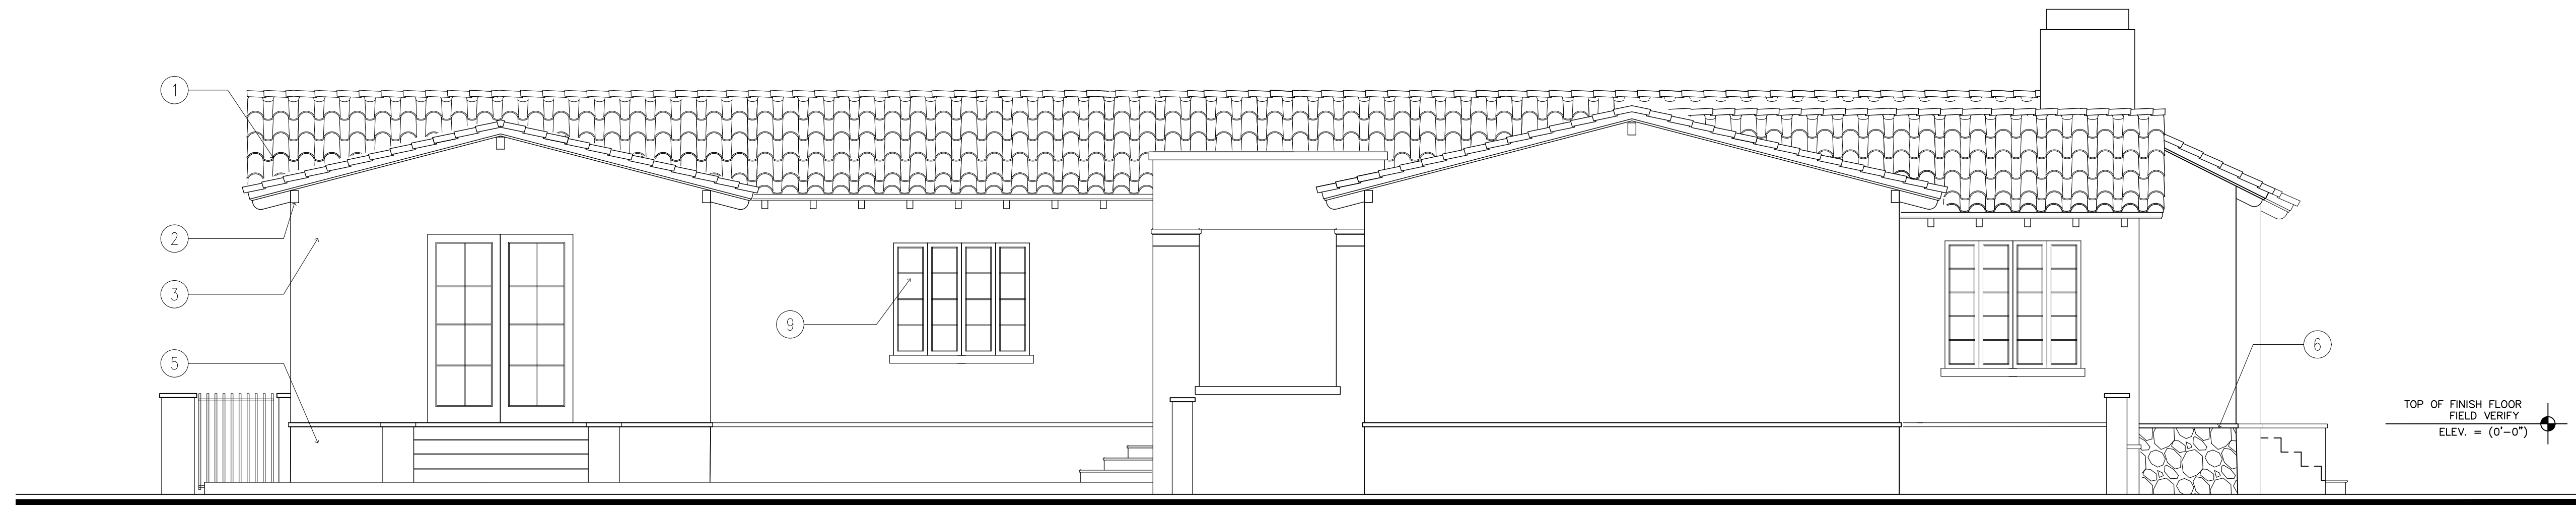 1
2
3
9
5
6
TOP OF FINISH FLOOR
FIELD VERIFY
ELEV. = (0'-0")